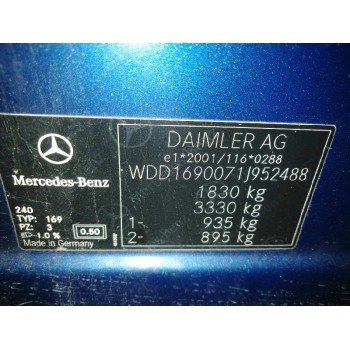 DAIMLER AG
e1*2001/116*0288
WDD1690071J952488
1830 kg
3330 kg
1- 935 kg
2- 895 kg
Mercedes-Benz
240
TYP: 169
PZ: 3
1.0 % 0.50
Made in Germany